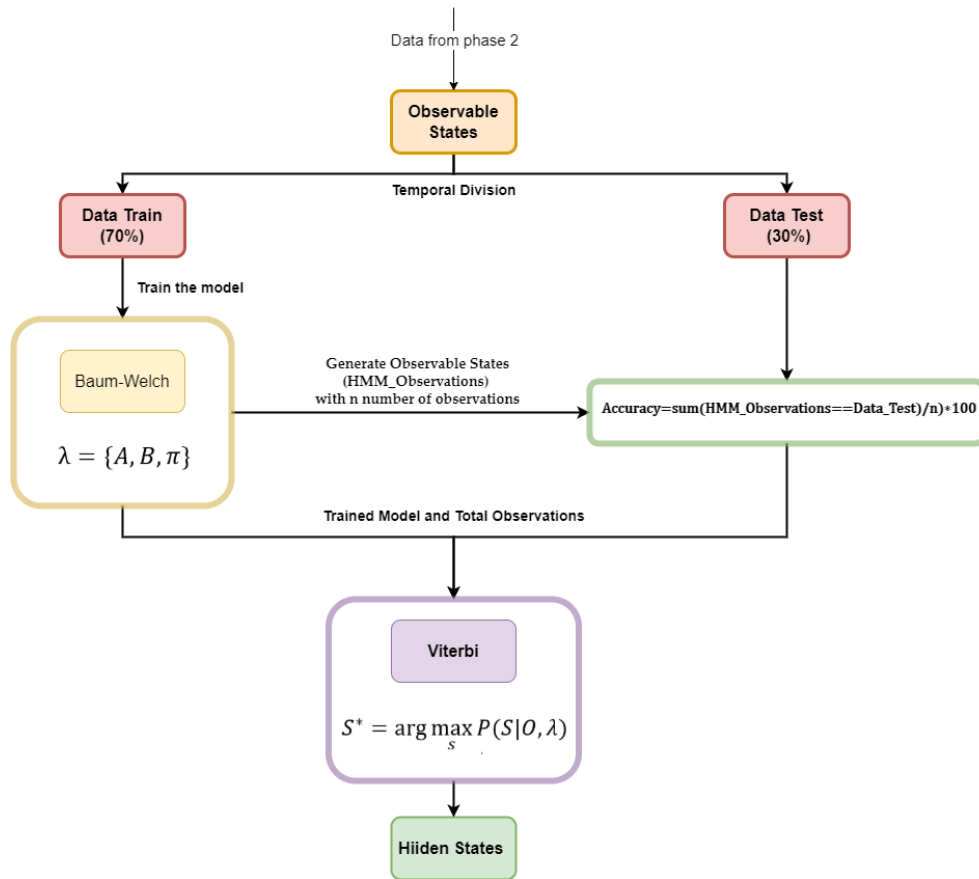 Data from phase 2
Observable
States
Temporal Division
Data Train
(70%)
Data Test
(30%)
Train the model
Baum-Welch
λ = {A, B, π}
Generate Observable States
(HMM_Observations)
with n number of observations
Accuracy=sum(HMM_Observations==Data_Test)/n)*100
Trained Model and Total Observations
Viterbi
S* = arg max P(S|O, λ)
s
Hiiden States